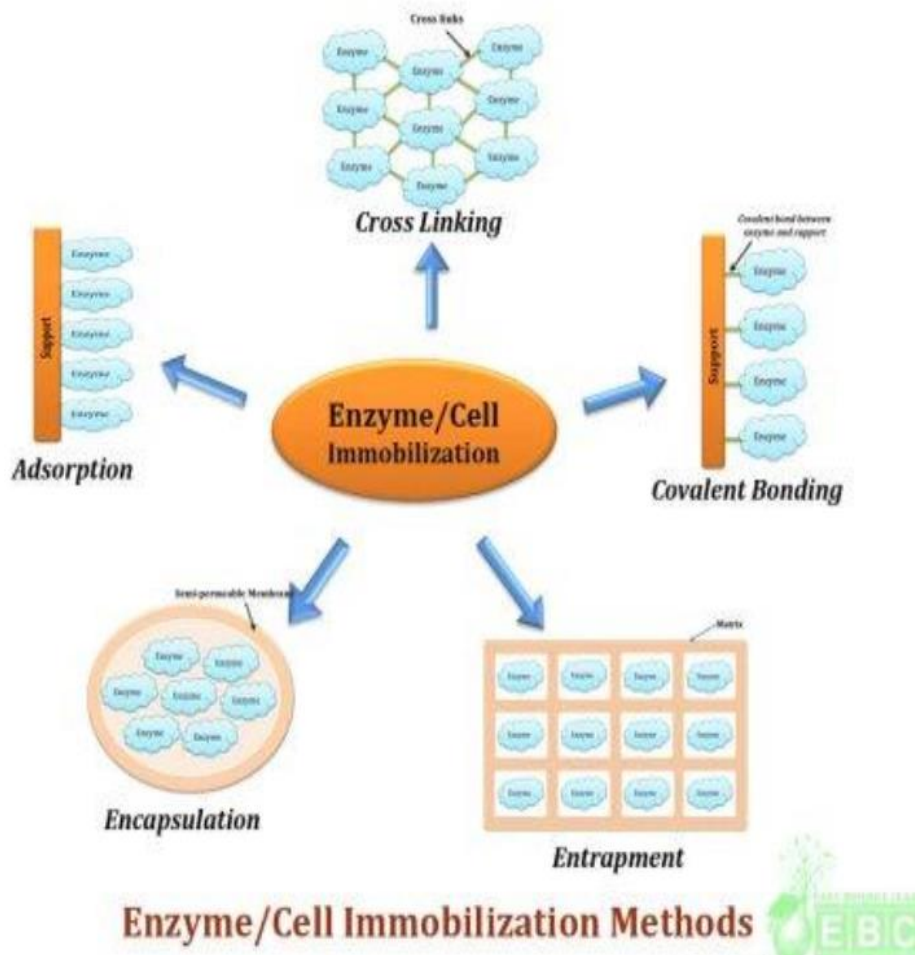 Cross links
Enzyme
Enzyme
Enzyme
Enzyme
Enzyme
Enzyme
Enzyme
Enzyme
Enzyme
Cross Linking
Support
Enzyme
Enzyme
Enzyme
Enzyme
Enzyme
Adsorption
Covalent bond between
enzyme and support
Support
Enzyme
Enzyme
Enzyme
Enzyme
Covalent Bonding
Enzyme/Cell
Immobilization
Semi-permeable Membrane
Enzyme
Enzyme
Enzyme
Enzyme
Enzyme
Enzyme
Enzyme
Encapsulation
Matrix
Enzyme
Enzyme
Enzyme
Enzyme
Enzyme
Enzyme
Enzyme
Enzyme
Enzyme
Enzyme
Enzyme
Enzyme
Entrapment
Enzyme/Cell Immobilization Methods
EBC